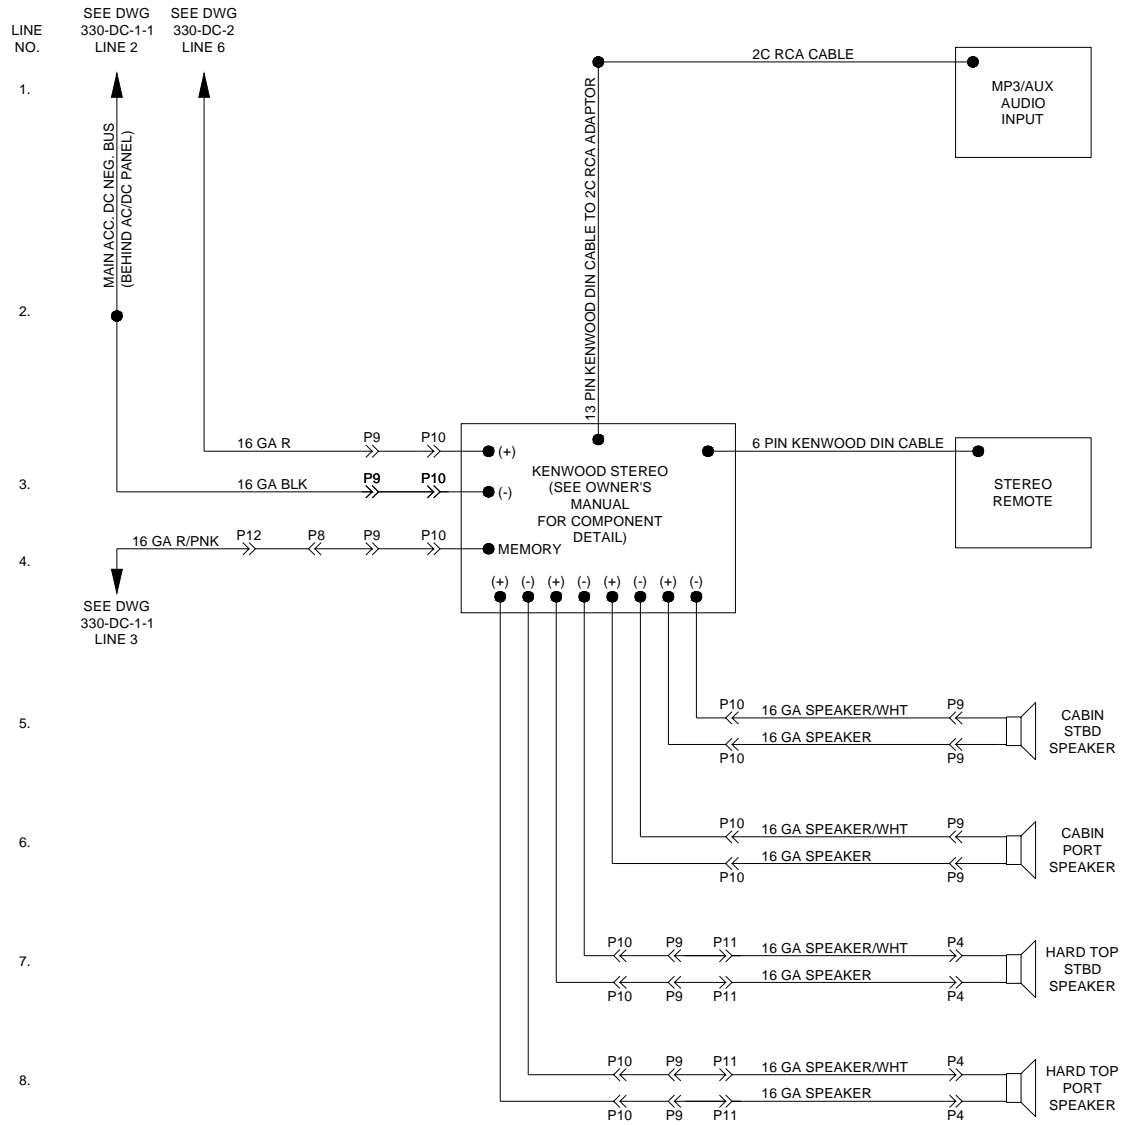 LINE
NO.
SEE DWG
330-DC-1-1
LINE 2
SEE DWG
330-DC-2
LINE 6
1.
MAIN ACC. DC NEG. BUS
(BEHIND AC/DC PANEL)
13 PIN KENWOOD DIN CABLE TO 2C RCA ADAPTOR
2C RCA CABLE
MP3/AUX
AUDIO
INPUT
2.
16 GA R
P9
P10
(+)
3.
16 GA BLK
P9
P10
(-)
KENWOOD STEREO
(SEE OWNER'S
MANUAL
FOR COMPONENT
DETAIL)
6 PIN KENWOOD DIN CABLE
STEREO
REMOTE
4.
16 GA R/PNK
P12
P8
P9
P10
MEMORY
SEE DWG
330-DC-1-1
LINE 3
(+)
(-)
(+)
(-)
(+)
(-)
(+)
(-)
5.
P10
16 GA SPEAKER/WHT
P9
16 GA SPEAKER
P10
P9
CABIN
STBD
SPEAKER
6.
P10
16 GA SPEAKER/WHT
P9
16 GA SPEAKER
P10
P9
CABIN
PORT
SPEAKER
7.
P10
P9
P11
16 GA SPEAKER/WHT
P4
16 GA SPEAKER
P10
P9
P11
P4
HARD TOP
STBD
SPEAKER
8.
P10
P9
P11
16 GA SPEAKER/WHT
P4
16 GA SPEAKER
P10
P9
P11
P4
HARD TOP
PORT
SPEAKER